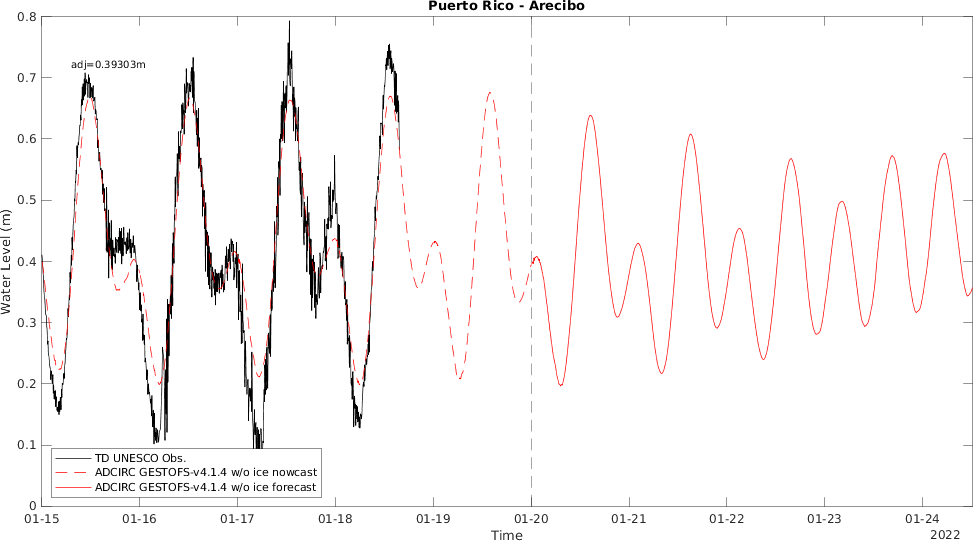 Puerto Rico - Arecibo
adj=0.39303m
Water Level (m)
0.8
0.7
0.6
0.5
0.4
0.3
0.2
0.1
0
TD UNESCO Obs.
ADCIRC GESTOFS-v4.1.4 w/o ice nowcast
ADCIRC GESTOFS-v4.1.4 w/o ice forecast
01-15 01-16 01-17 01-18 01-19 01-20 01-21 01-22 01-23 01-24
Time
2022